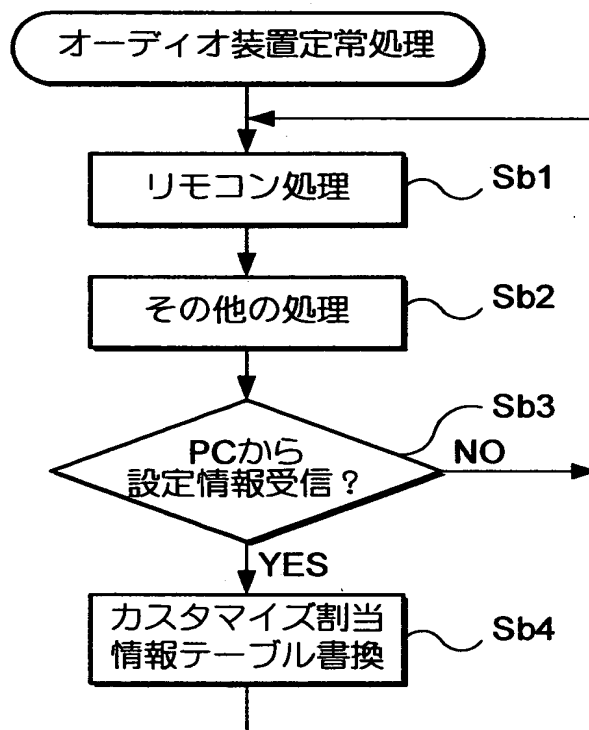 オーディオ装置定常処理
リモコン処理
Sb1
その他の処理
Sb2
Sb3
PCから
設定情報受信？
NO
YES
カスタマイズ割当
情報テーブル書換
Sb4